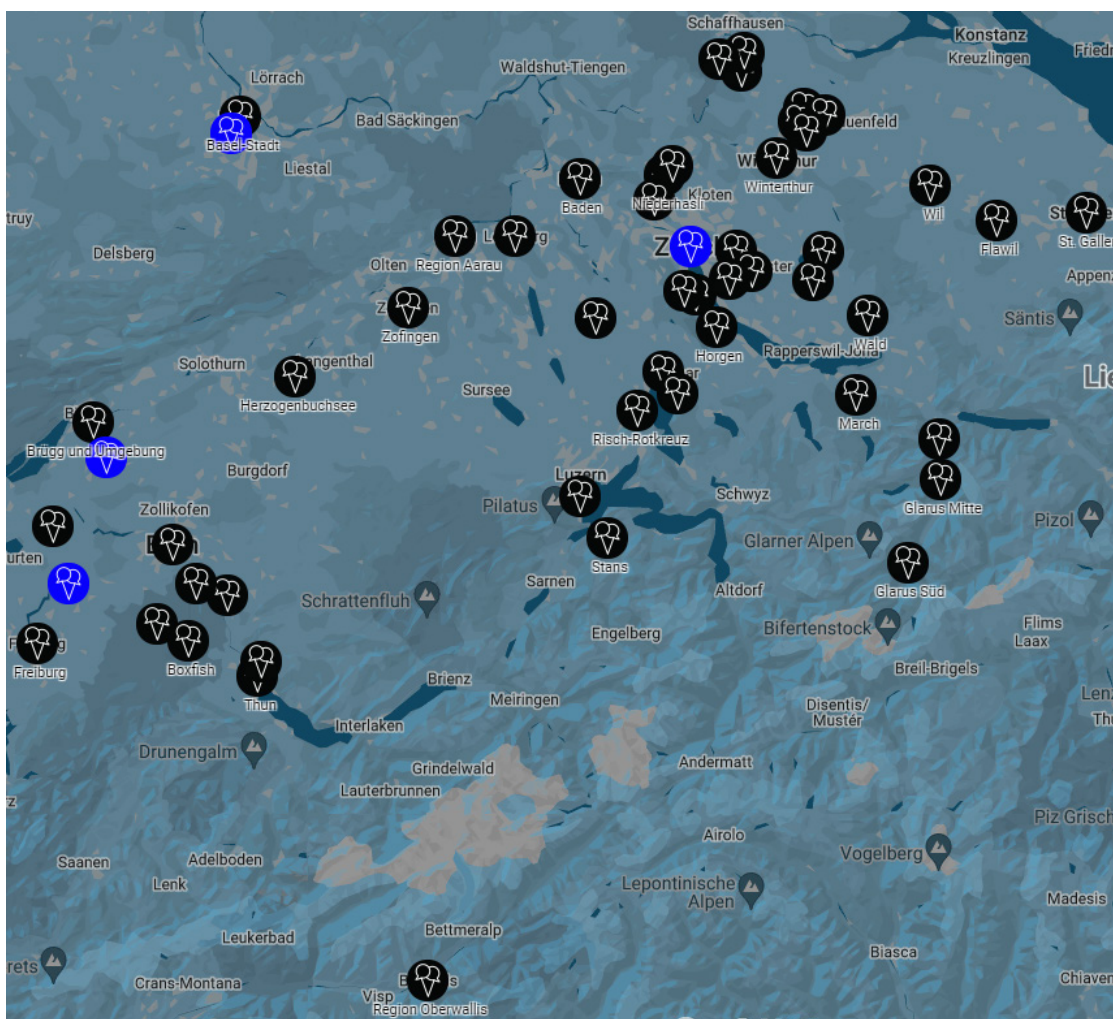 Schaffhausen
Konstanz
Kreuzlingen
Waldshut-Tiengen
Lörrach
Bad Säckingen
Basel-Stadt
Liestal
Winterthur
Baden
Kloten
Niederhasli
Wil
Flawil
St. Galle
Delsberg
Region Aarau
Olten
Säntis
Zofingen
Horgen
Wald
Rapperswil-Jona
Solothurn
Herzogenbuchsee
Sursee
March
Risch-Rotkreuz
Brügg und Umgebung
Burgdorf
Luzern
Schwyz
Glarus Mitte
Pilatus
Zollikofen
Pizol
Glarner Alpen
Stans
Sarnen
Altdorf
Glarus Süd
Schrattenfluh
Engelberg
Bifertenstock
Flims
Laax
Freiburg
Boxfish
Breil-Brigels
Brienz
Meiringen
Thun
Disentis/
Mustér
Interlaken
Drunengalm
Andermatt
Grindelwald
Lauterbrunnen
Piz Grisch
Airolo
Saanen
Adelboden
Vogelberg
Lenk
Lepontinische
Alpen
Madesis
Bettmeralp
Leukerbad
Biasca
Crans-Montana
Chiaven
Visp
Region Oberwallis